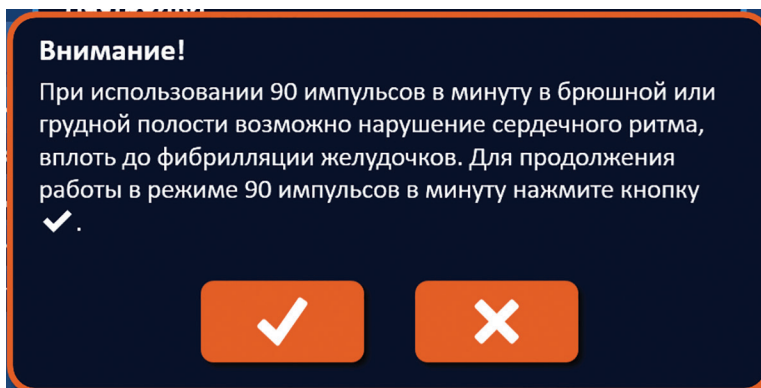 Внимание!
При использовании 90 импульсов в минуту в брюшной или
грудной полости возможно нарушение сердечного ритма,
вплоть до фибрилляции желудочков. Для продолжения
работы в режиме 90 импульсов в минуту нажмите кнопку
✔.